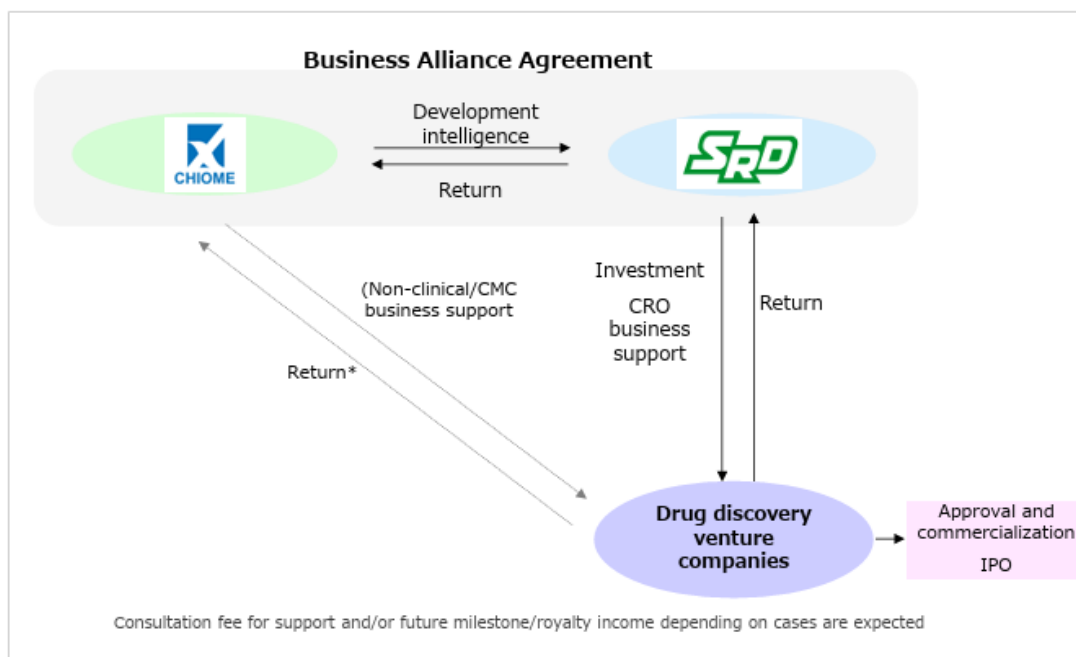 Business Alliance Agreement
Development
intelligence
CHIOME
SRD
Return
(Non-clinical/CMC
business support
Return*
Investment
CRO
business
support
Return
Drug discovery
venture
companies
Approval and
commercialization
IPO
Consultation fee for support and/or future milestone/royalty income depending on cases are expected